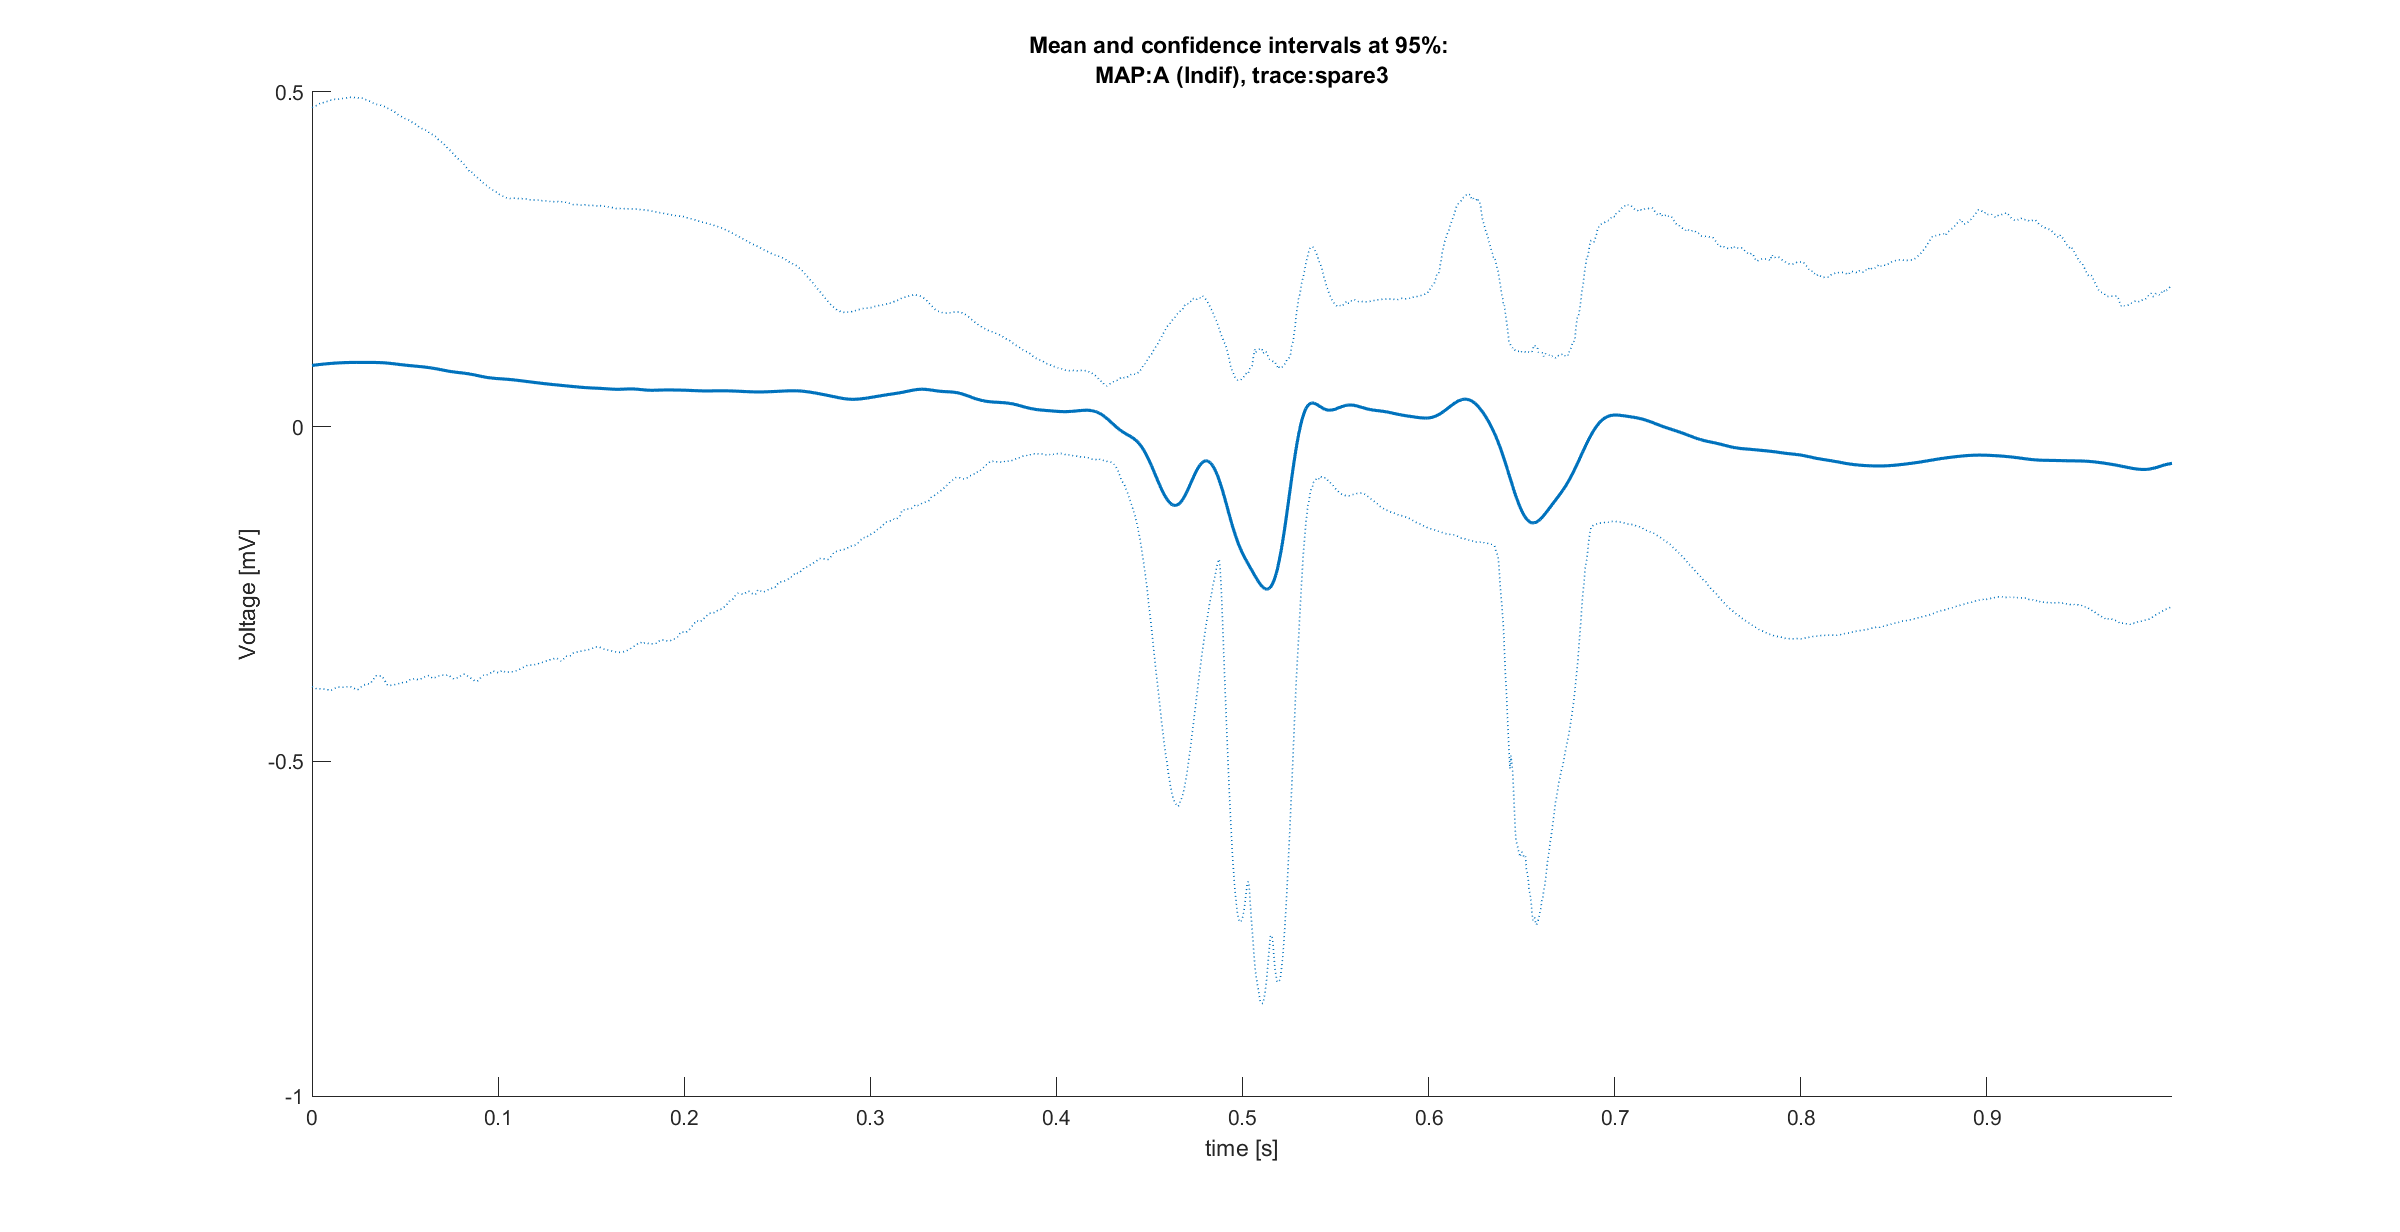 Mean and confidence intervals at 95%:
MAP:A (Indif), trace:spare3
0.5
0
-0.5
-1
Voltage [mV]
0 0.1 0.2 0.3 0.4 0.5 0.6 0.7 0.8 0.9
time [s]